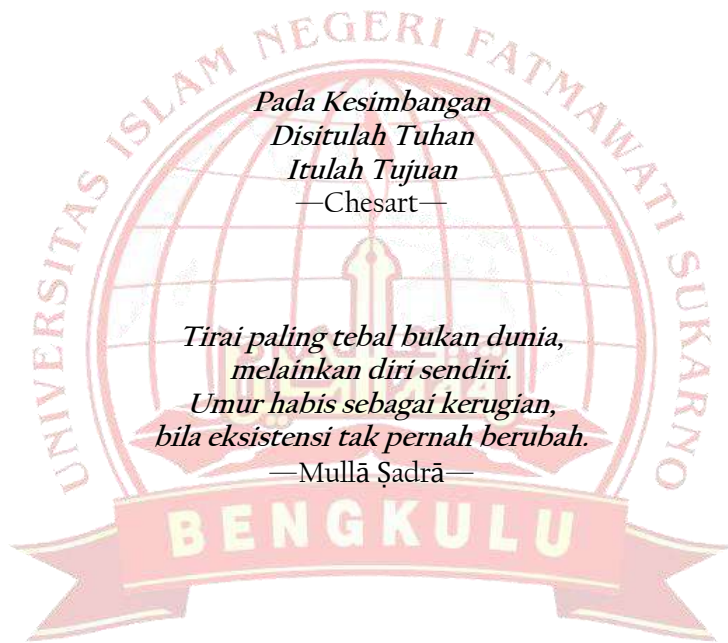 UNIVERSITAS ISLAM NEGERI FATMAWATI SUKARNO
Pada Kesimbangan
Disitulah Tuhan
Itulah Tujuan
—Chesart—
Tirai paling tebal bukan dunia,
melainkan diri sendiri.
Umur habis sebagai kerugian,
bila eksistensi tak pernah berubah.
—Mullā Ṣadrā—
BENGKULU